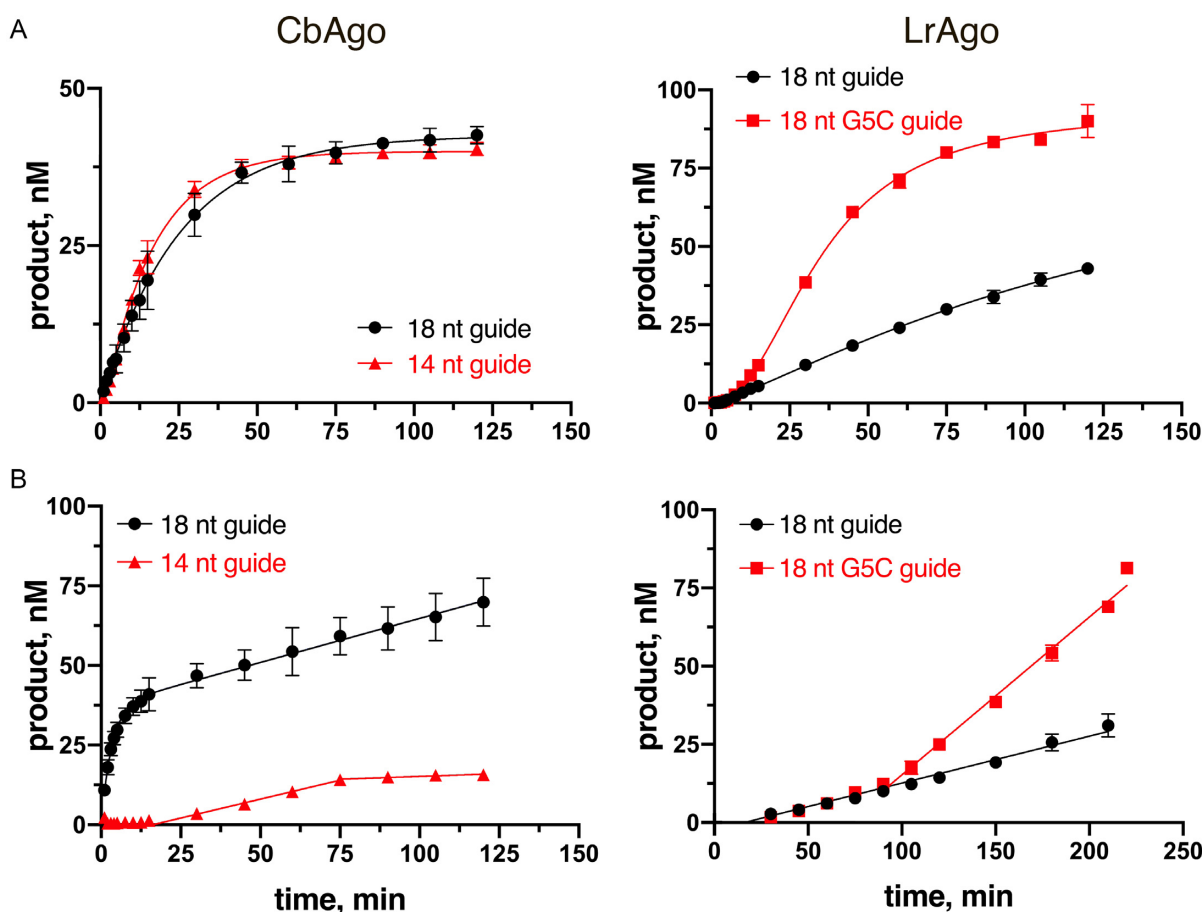 A
CbAgo
LrAgo
product, nM
50
25
0
0 25 50 75 100 125 150
18 nt guide
14 nt guide
product, nM
100
75
50
25
0
0 25 50 75 100 125 150
18 nt guide
18 nt G5C guide
B
product, nM
100
75
50
25
0
0 25 50 75 100 125 150
time, min
18 nt guide
14 nt guide
product, nM
100
75
50
25
0
0 50 100 150 200 250
time, min
18 nt guide
18 nt G5C guide